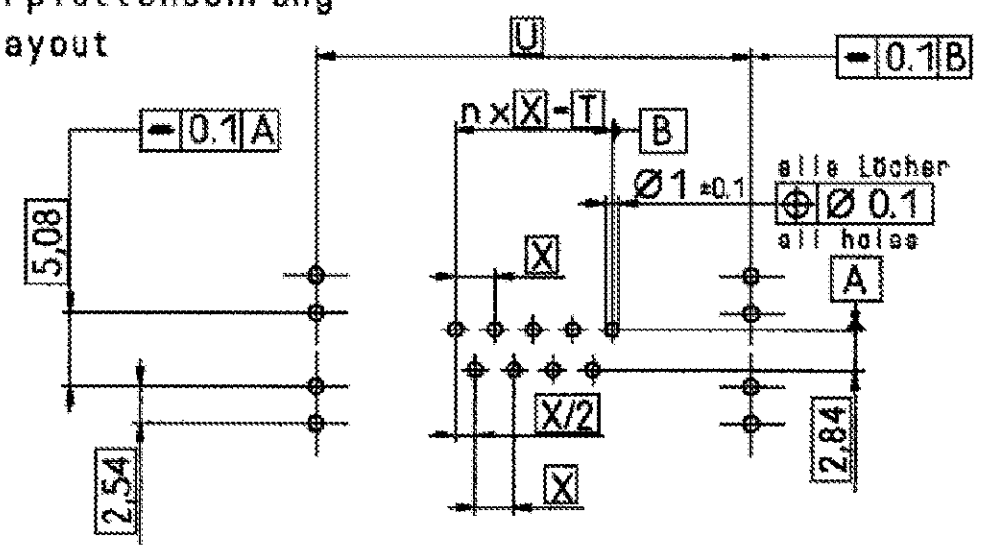 ayout
U
0.1 B
n x X - T
0.1 A
B
Ø1 ±0.1
alle Löcher
Ø 0.1
all holes
5,08
X
A
X/2
2,84
2,54
X